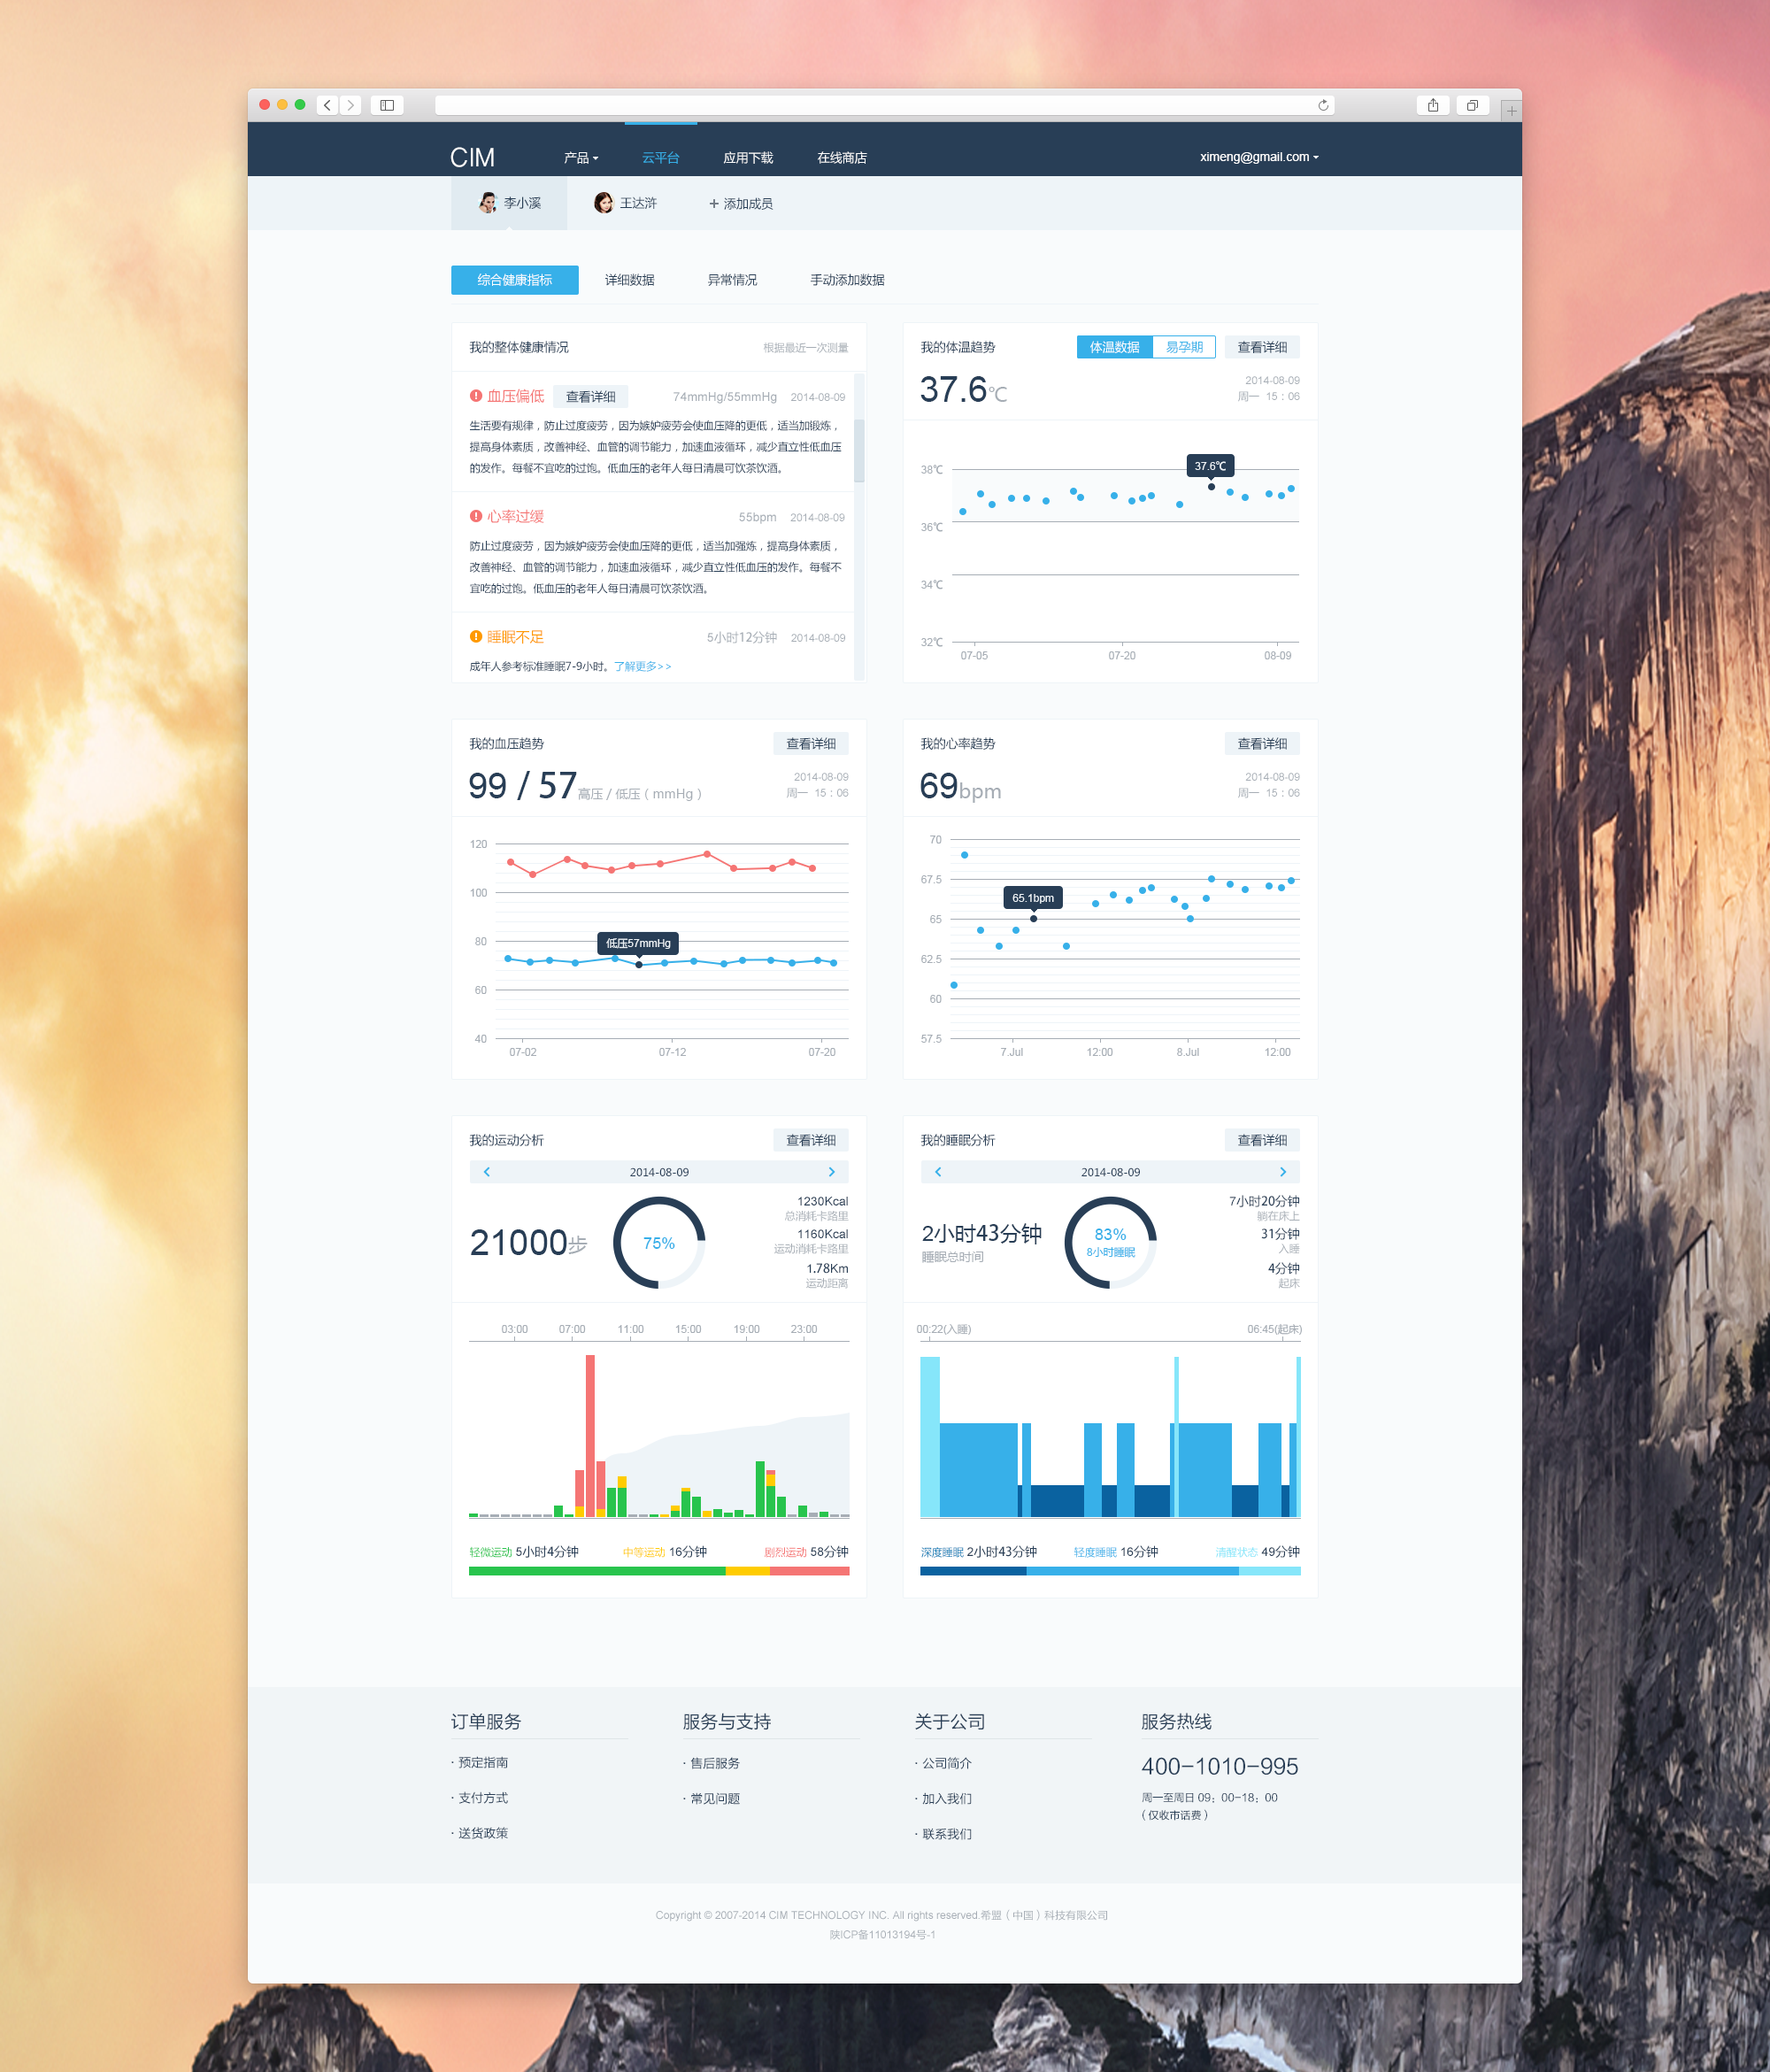 CIM 产品 云平台 应用下载 在线商店 ximeng@gmail.com
李小溪 王达浒 + 添加成员
综合健康指标 详细数据 异常情况 手动添加数据
我的整体健康情况 根据最近一次测量
血压偏低 查看详细 74mmHg/55mmHg 2014-08-09
生活要有规律，防止过度疲劳，因为嫉妒疲劳会使血压降的更低，适当加锻炼，
提高身体素质，改善神经、血管的调节能力，加速血液循环，减少直立性低血压
的发作。每餐不宜吃的过饱。低血压的老年人每日清晨可饮茶饮酒。
心率过缓 55bpm 2014-08-09
防止过度疲劳，因为嫉妒疲劳会使血压降的更低，适当加强炼，提高身体素质，
改善神经、血管的调节能力，加速血液循环，减少直立性低血压的发作。每餐不
宜吃的过饱。低血压的老年人每日清晨可饮茶饮酒。
睡眠不足 5小时12分钟 2014-08-09
成年人参考标准睡眠7-9小时。了解更多>>
我的体温趋势 体温数据 易孕期 查看详细
37.6℃ 2014-08-09
周一 15：06
37.6℃
38℃
36℃
34℃
32℃
07-05 07-20 08-09
我的血压趋势 查看详细
99 / 57 高压 / 低压（mmHg） 2014-08-09
周一 15：06
120
100
80
低压57mmHg
60
40
07-02 07-12 07-20
我的心率趋势 查看详细
69bpm 2014-08-09
周一 15：06
70
67.5
65.1bpm
65
62.5
60
57.5
7.Jul 12:00 8.Jul 12:00
我的运动分析 查看详细
2014-08-09
21000步 75%
1230Kcal
总消耗卡路里
1160Kcal
运动消耗卡路里
1.78Km
运动距离
03:00 07:00 11:00 15:00 19:00 23:00
轻微运动 5小时4分钟 中等运动 16分钟 剧烈运动 58分钟
我的睡眠分析 查看详细
2014-08-09
2小时43分钟
睡眠总时间
83%
8小时睡眠
7小时20分钟
躺在床上
31分钟
入睡
4分钟
起床
00:22(入睡) 06:45(起床)
深度睡眠 2小时43分钟 轻度睡眠 16分钟 清醒状态 49分钟
订单服务
· 预定指南
· 支付方式
· 送货政策
服务与支持
· 售后服务
· 常见问题
关于公司
· 公司简介
· 加入我们
· 联系我们
服务热线
400-1010-995
周一至周日 09：00-18：00
（仅收市话费）
Copyright © 2007-2014 CIM TECHNOLOGY INC. All rights reserved.希盟（中国）科技有限公司
陕ICP备11013194号-1